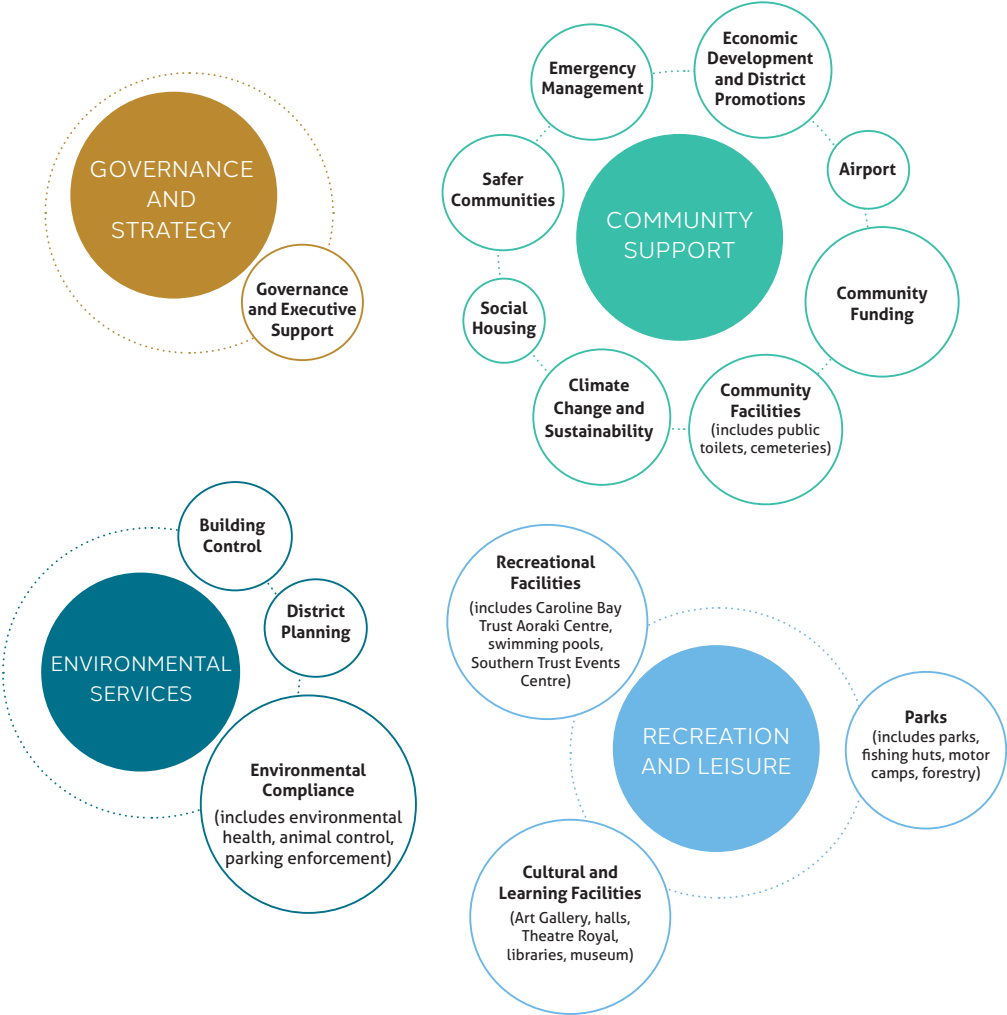 GOVERNANCE
AND
STRATEGY
Governance
and Executive
Support
COMMUNITY
SUPPORT
Emergency
Management
Economic
Development
and District
Promotions
Airport
Community
Funding
Community
Facilities
(includes public
toilets, cemeteries)
Climate
Change and
Sustainability
Social
Housing
Safer
Communities
ENVIRONMENTAL
SERVICES
Building
Control
District
Planning
Environmental
Compliance
(includes environmental
health, animal control,
parking enforcement)
RECREATION
AND LEISURE
Recreational
Facilities
(includes Caroline Bay
Trust Aoraki Centre,
swimming pools,
Southern Trust Events
Centre)
Parks
(includes parks,
fishing huts, motor
camps, forestry)
Cultural and
Learning Facilities
(Art Gallery, halls,
Theatre Royal,
libraries, museum)